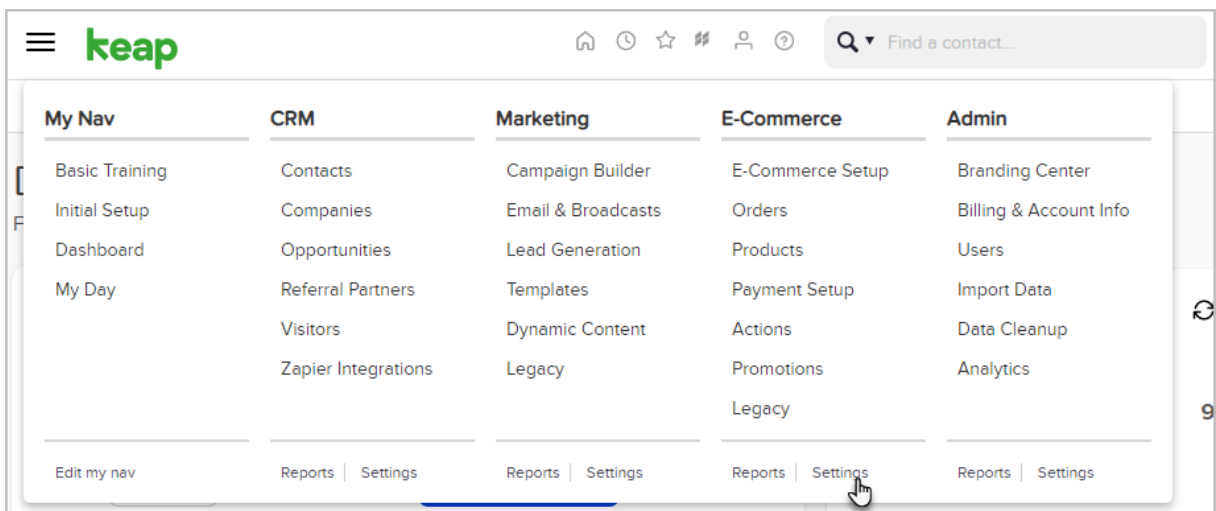 keap
Find a contact...
My Nav
Basic Training
Initial Setup
Dashboard
My Day
Edit my nav
CRM
Contacts
Companies
Opportunities
Referral Partners
Visitors
Zapier Integrations
Reports | Settings
Marketing
Campaign Builder
Email & Broadcasts
Lead Generation
Templates
Dynamic Content
Legacy
Reports | Settings
E-Commerce
E-Commerce Setup
Orders
Products
Payment Setup
Actions
Promotions
Legacy
Reports | Settings
Admin
Branding Center
Billing & Account Info
Users
Import Data
Data Cleanup
Analytics
Reports | Settings
9